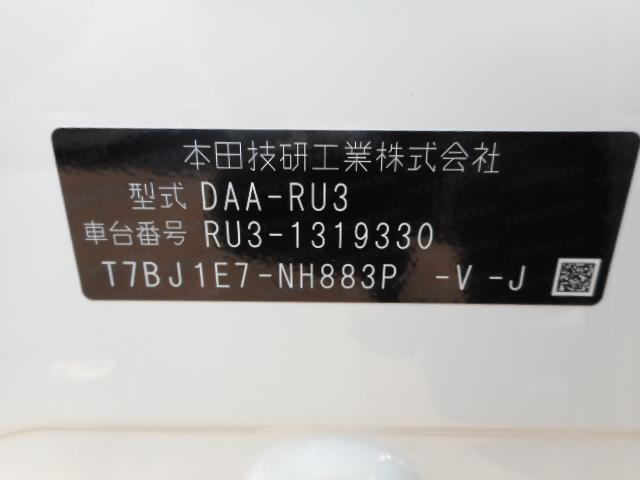 本田技研工業株式会社
型式 DAA-RU3
車台番号 RU3-1319330
T7BJ1E7-NH883P -V -J